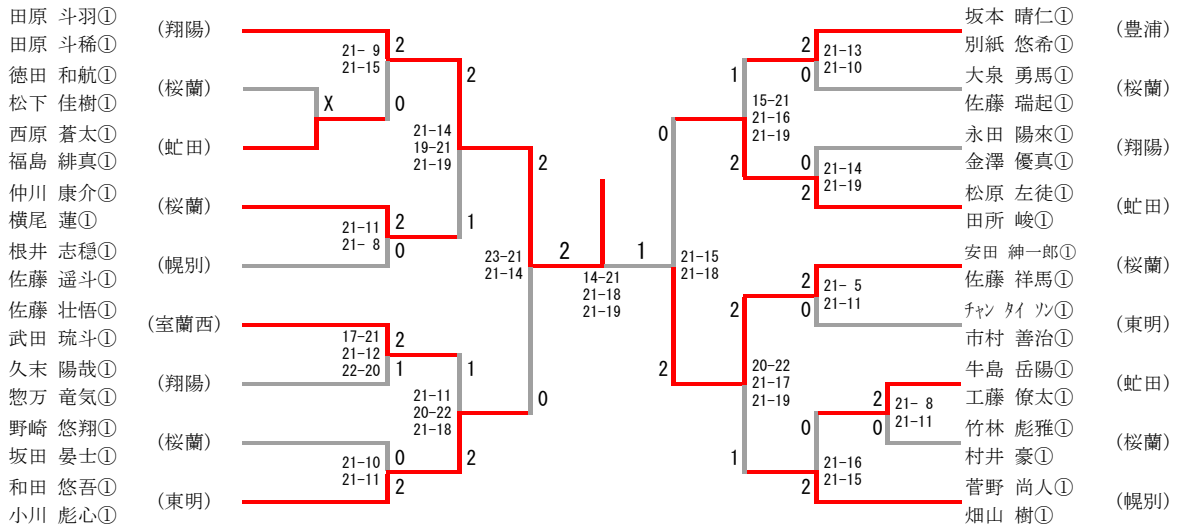 田原 斗羽①
(翔陽)
田原 斗稀①
徳田 和航①
(桜蘭)
松下 佳樹①
西原 蒼太①
(虻田)
福島 緋真①
仲川 康介①
(桜蘭)
横尾 蓮①
根井 志穏①
(幌別)
佐藤 遥斗①
佐藤 壮悟①
(室蘭西)
武田 琉斗①
久末 陽哉①
(翔陽)
惣万 竜気①
野崎 悠翔①
(桜蘭)
坂田 晏士①
和田 悠吾①
(東明)
小川 彪心①
2
21- 9
21-15
0
X
2
21-14
19-21
21-19
1
2
21-11
21- 8
0
2
23-21
21-14
0
17-21
21-12
22-20
2
1
1
21-11
20-22
21-18
2
0
21-10
21-11
2
2
14-21
21-18
21-19
1
0
21-15
21-18
2
1
15-21
21-16
21-19
2
2
21-13
21-10
0
0
21-14
21-19
2
2
20-22
21-17
21-19
1
2
21- 5
21-11
0
2
21- 8
21-11
0
0
21-16
21-15
2
坂本 晴仁①
(豊浦)
別紙 悠希①
大泉 勇馬①
(桜蘭)
佐藤 瑞起①
永田 陽來①
(翔陽)
金澤 優真①
松原 左徒①
(虻田)
田所 峻①
安田 紳一郎①
(桜蘭)
佐藤 祥馬①
ﾁｬﾝ ﾀｲ ｿﾝ①
(東明)
市村 善治①
牛島 岳陽①
(虻田)
工藤 僚太①
竹林 彪雅①
(桜蘭)
村井 豪①
菅野 尚人①
(幌別)
畑山 樹①